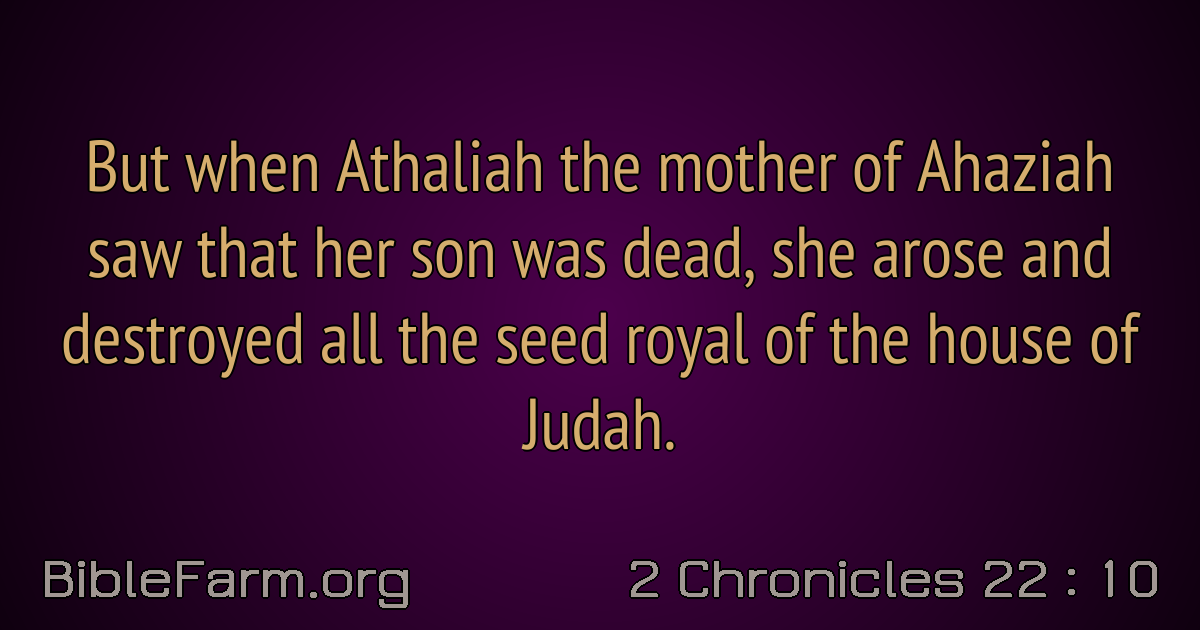 But when Athaliah the mother of Ahaziah
saw that her son was dead, she arose and
destroyed all the seed royal of the house of
Judah.
BibleFarm.org
2 Chronicles 22 : 10